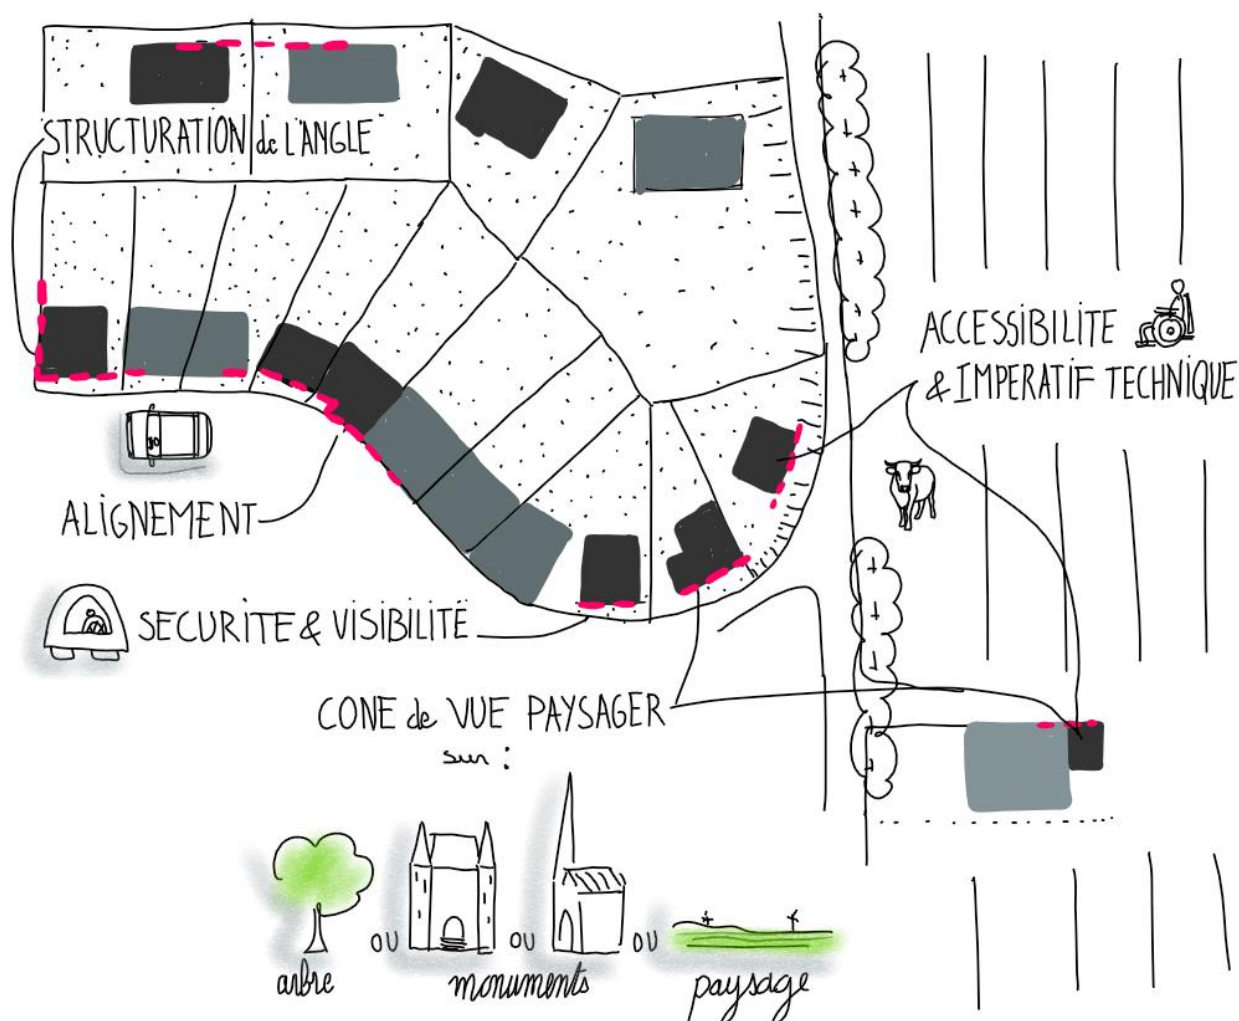 STRUCTURATION de L'ANGLE
ACCESSIBILITE
& IMPERATIF TECHNIQUE
ALIGNEMENT
SECURITE & VISIBILITE
CONE de VUE PAYSAGER
sur :
OU OU OU
arbre monuments paysage